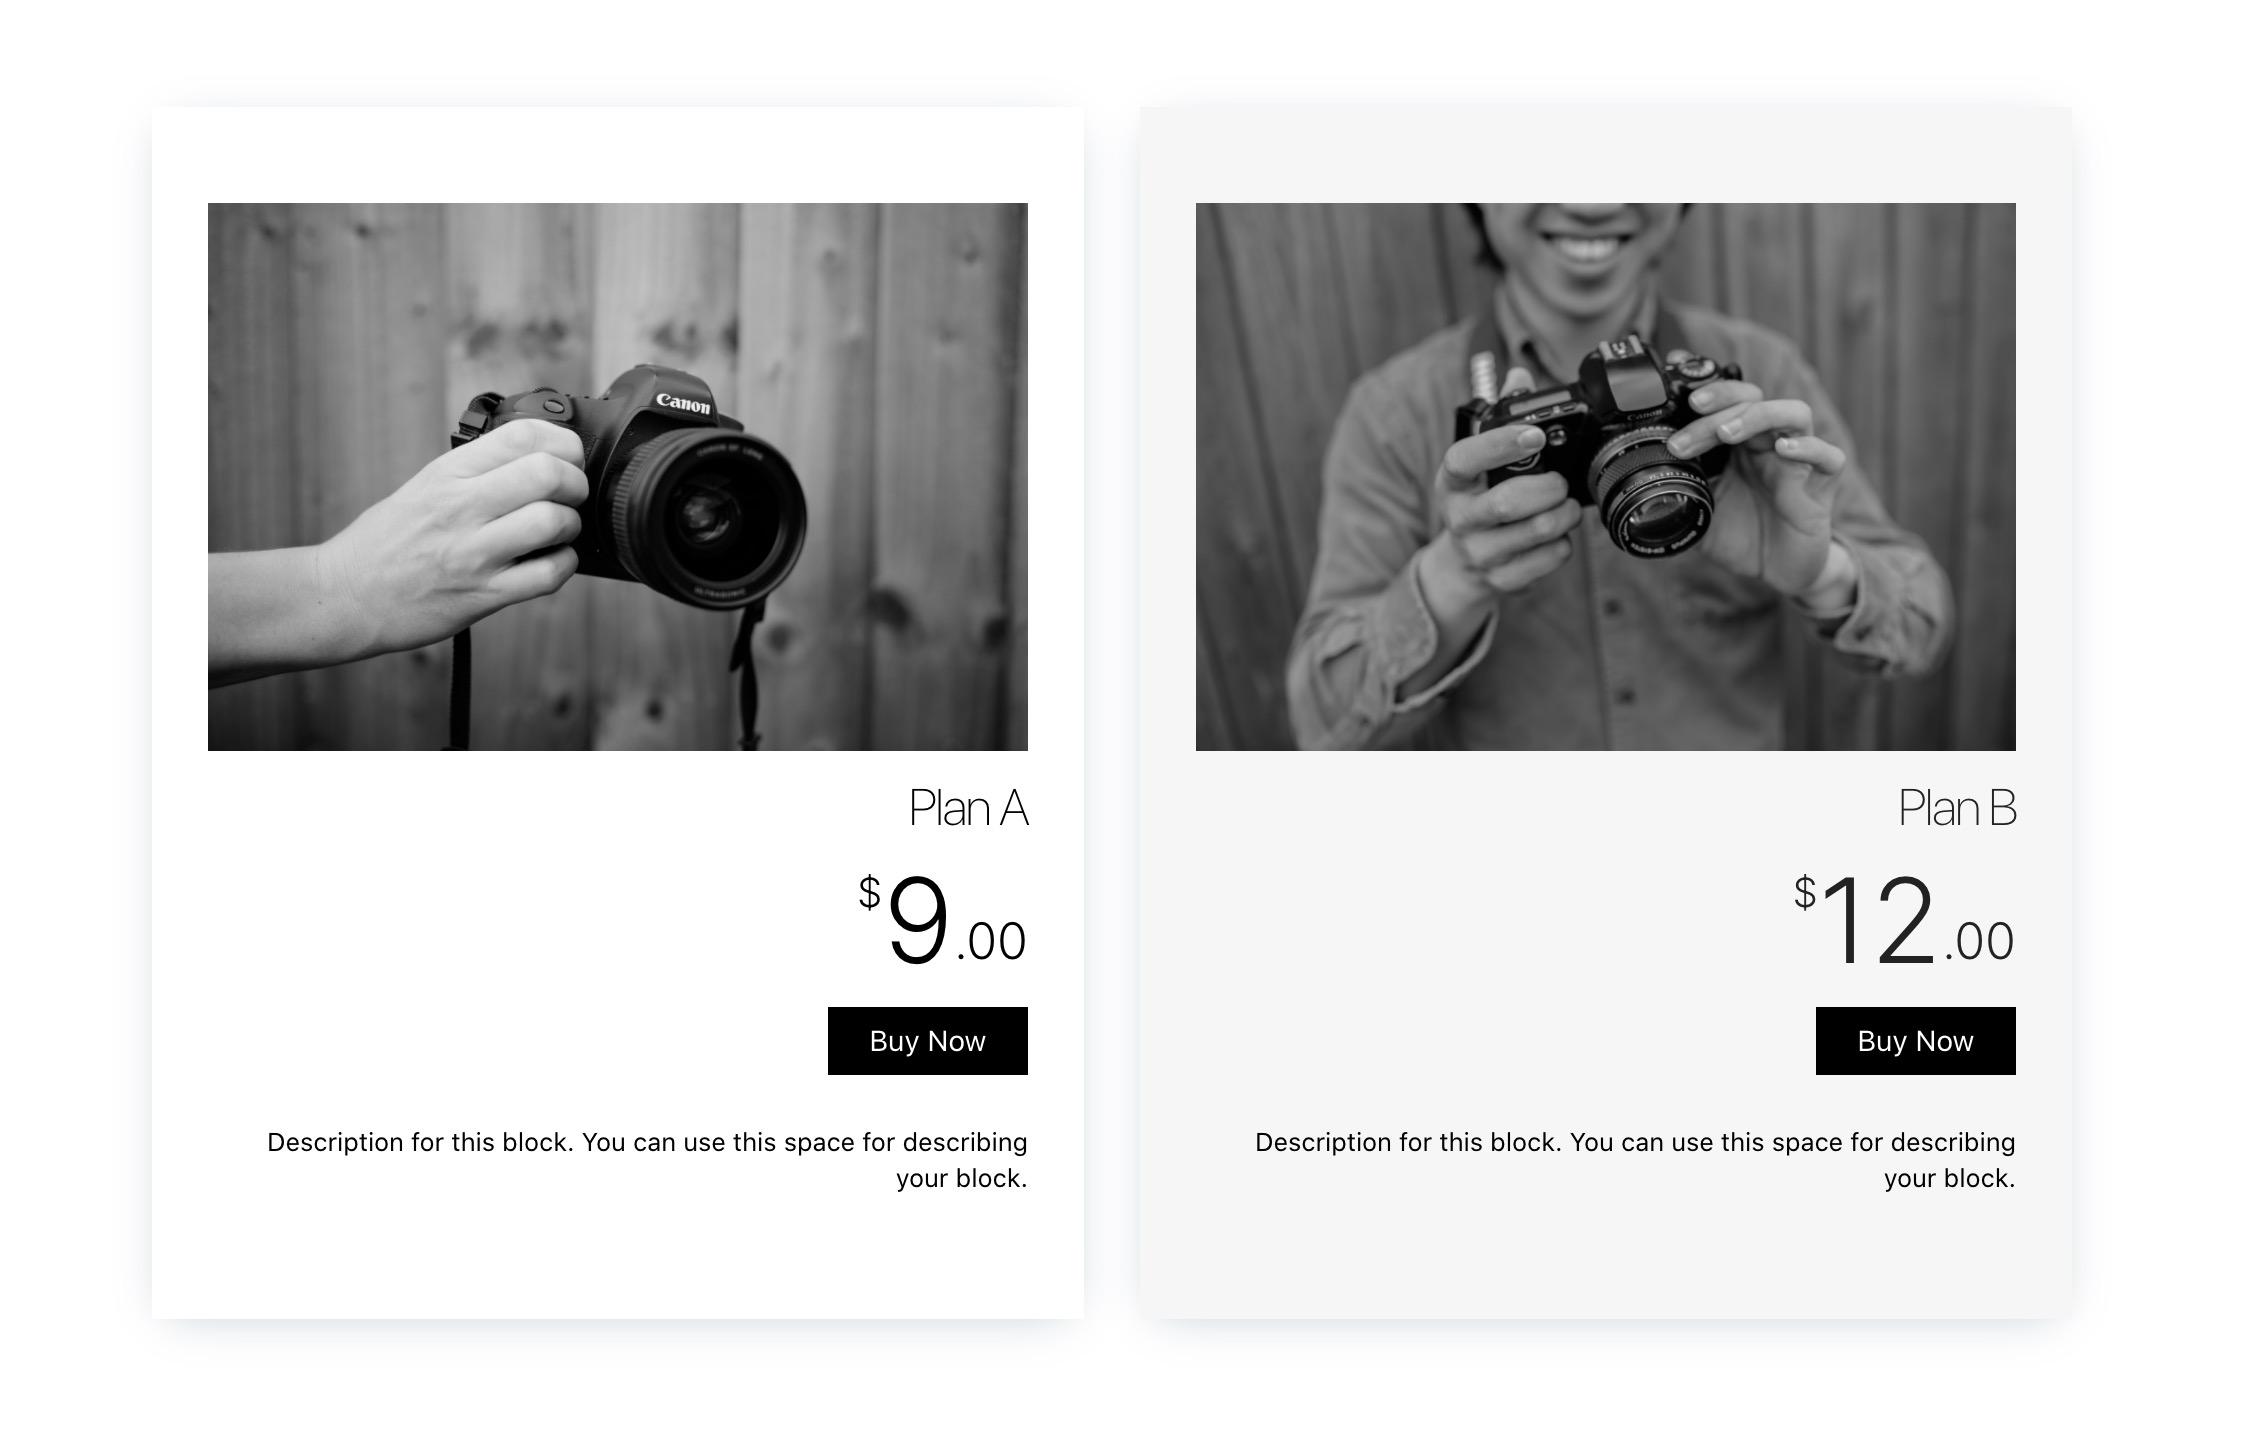 Canon
Plan A
$9.00
Buy Now
Description for this block. You can use this space for describing
your block.
Canon
Plan B
$12.00
Buy Now
Description for this block. You can use this space for describing
your block.